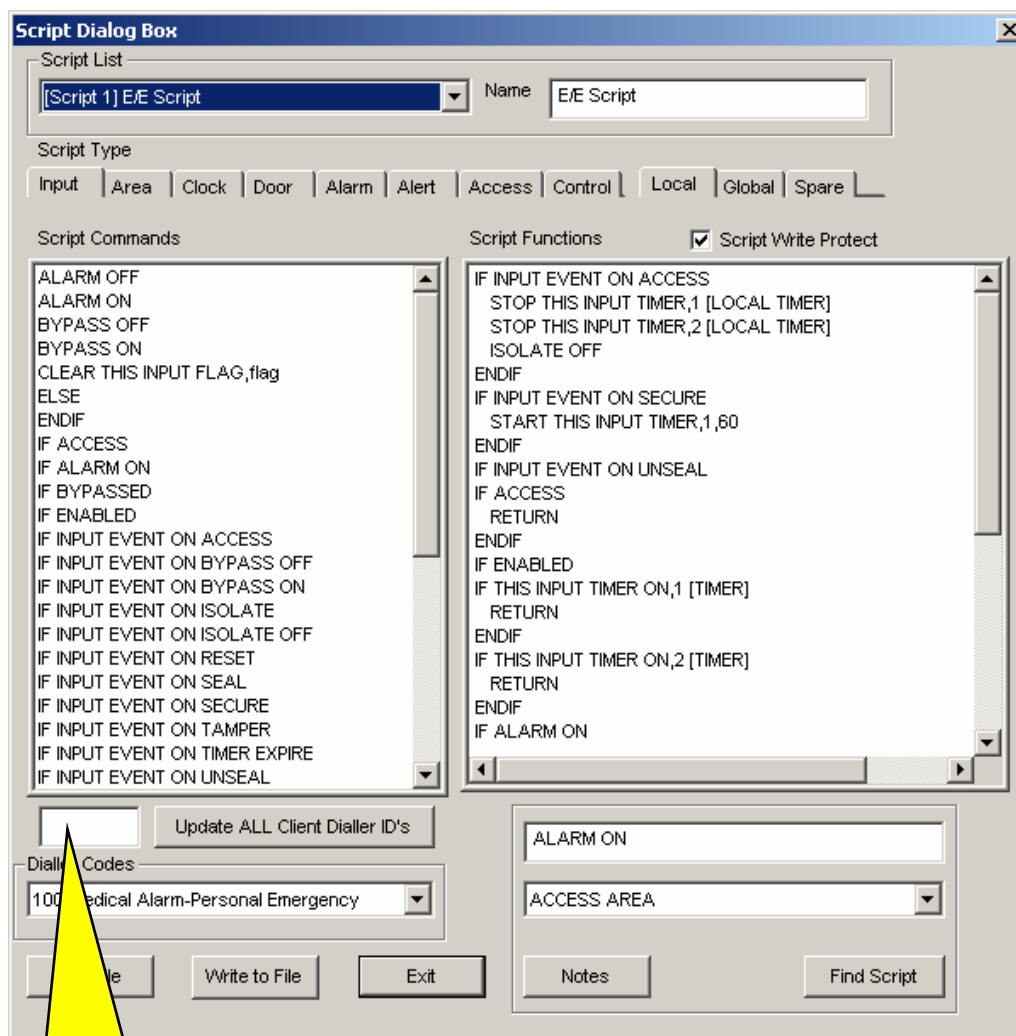 Script Dialog Box
Script List
[Script 1] E/E Script
Name
E/E Script
Script Type
Input Area Clock Door Alarm Alert Access Control Local Global Spare
Script Commands
ALARM OFF
ALARM ON
BYPASS OFF
BYPASS ON
CLEAR THIS INPUT FLAG,flag
ELSE
ENDIF
IF ACCESS
IF ALARM ON
IF BYPASSED
IF ENABLED
IF INPUT EVENT ON ACCESS
IF INPUT EVENT ON BYPASS OFF
IF INPUT EVENT ON BYPASS ON
IF INPUT EVENT ON ISOLATE
IF INPUT EVENT ON ISOLATE OFF
IF INPUT EVENT ON RESET
IF INPUT EVENT ON SEAL
IF INPUT EVENT ON SECURE
IF INPUT EVENT ON TAMPER
IF INPUT EVENT ON TIMER EXPIRE
IF INPUT EVENT ON UNSEAL
Script Functions
Script Write Protect
IF INPUT EVENT ON ACCESS
STOP THIS INPUT TIMER,1 [LOCAL TIMER]
STOP THIS INPUT TIMER,2 [LOCAL TIMER]
ISOLATE OFF
ENDIF
IF INPUT EVENT ON SECURE
START THIS INPUT TIMER,1,60
ENDIF
IF INPUT EVENT ON UNSEAL
IF ACCESS
RETURN
ENDIF
IF ENABLED
IF THIS INPUT TIMER ON,1 [TIMER]
RETURN
ENDIF
IF THIS INPUT TIMER ON,2 [TIMER]
RETURN
ENDIF
IF ALARM ON
Update ALL Client Dialler ID's
Codes
Alarm-Personal Emergency
Write to File
Exit
ALARM ON
ACCESS AREA
Notes
Find Script